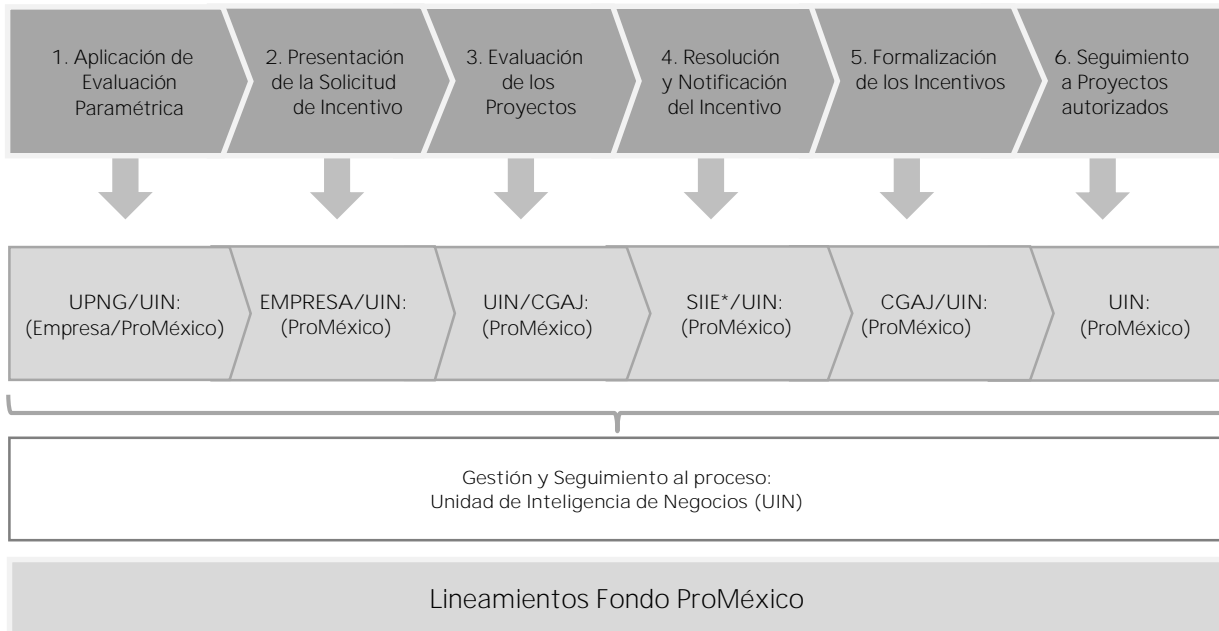 1. Aplicación de
Evaluación
Paramétrica
2. Presentación
de la Solicitud
de Incentivo
3. Evaluación
de los
Proyectos
4. Resolución
y Notificación
del Incentivo
5. Formalización
de los Incentivos
6. Seguimiento
a Proyectos
autorizados
UPNG/UIN:
(Empresa/ProMéxico)
EMPRESA/UIN:
(ProMéxico)
UIN/CGAJ:
(ProMéxico)
SIIE*/UIN:
(ProMéxico)
CGAJ/UIN:
(ProMéxico)
UIN:
(ProMéxico)
Gestión y Seguimiento al proceso:
Unidad de Inteligencia de Negocios (UIN)
Lineamientos Fondo ProMéxico